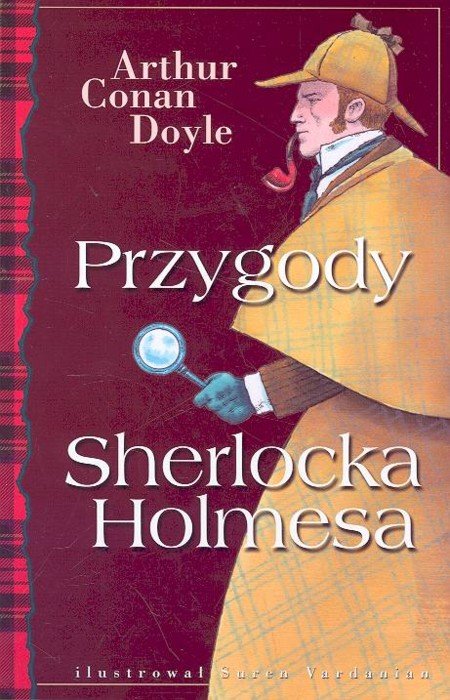 Arthur
Conan
Doyle
Przygody
Sherlocka
Holmesa
ilustrował Suren Vardanian